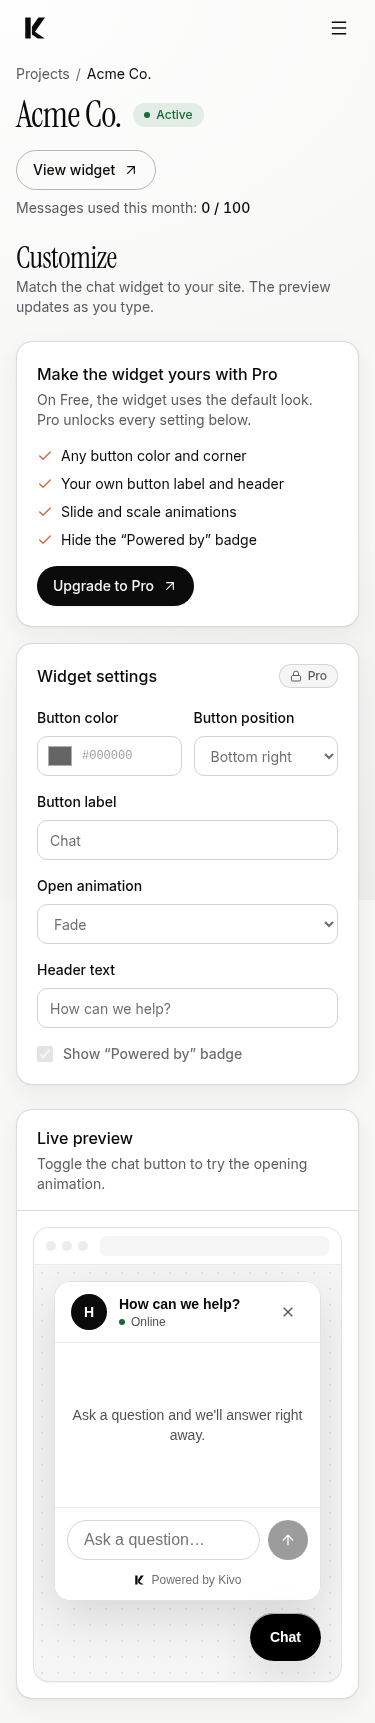 K
Projects / Acme Co.
Acme Co. Active
View widget
Messages used this month: 0 / 100
Customize
Match the chat widget to your site. The preview
updates as you type.
Make the widget yours with Pro
On Free, the widget uses the default look.
Pro unlocks every setting below.
Any button color and corner
Your own button label and header
Slide and scale animations
Hide the “Powered by” badge
Upgrade to Pro
Widget settings Pro
Button color Button position
#000000 Bottom right
Button label
Chat
Open animation
Fade
Header text
How can we help?
Show “Powered by” badge
Live preview
Toggle the chat button to try the opening
animation.
H How can we help?
Online
Ask a question and we'll answer right
away.
Ask a question…
K Powered by Kivo
Chat